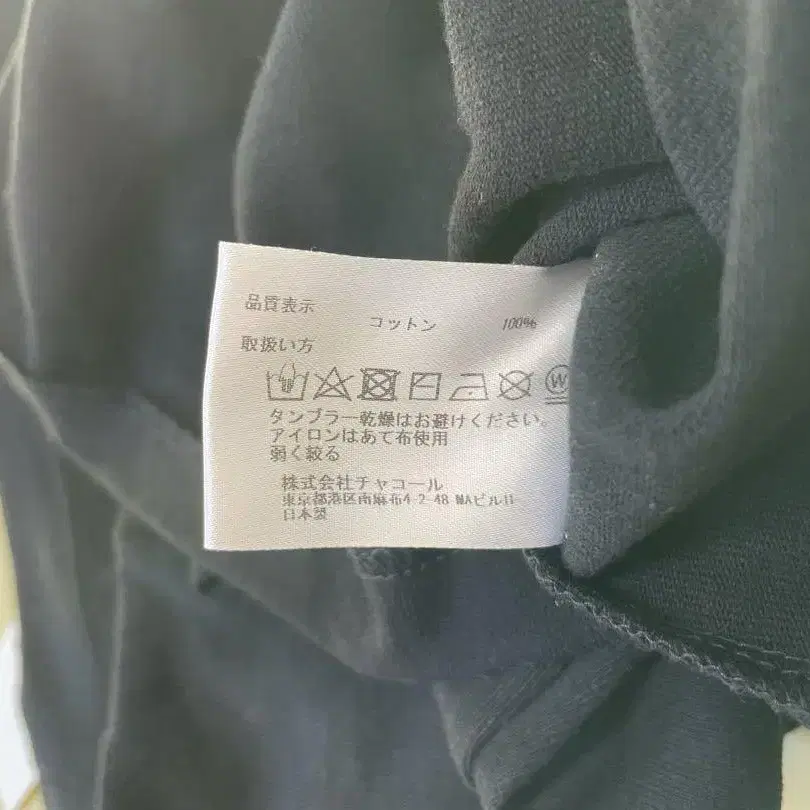 品質表示
コットン 100%
取扱い方
W
タンブラー乾燥はお避けください。
アイロンはあて布使用
弱く絞る
株式会社チャコール
東京都港区南麻布4-2-48 MAビル1F
日本製